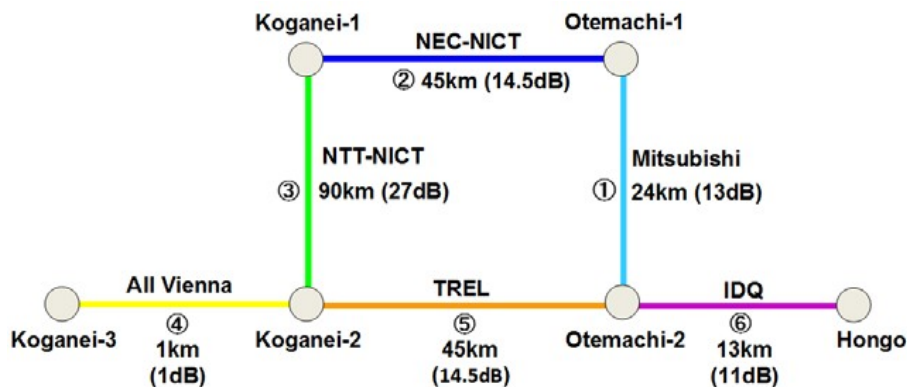 Koganei-1
Otemachi-1
NEC-NICT
② 45km (14.5dB)
NTT-NICT
③ 90km (27dB)
Mitsubishi
① 24km (13dB)
All Vienna
TREL
IDQ
Koganei-3
④
1km
(1dB)
Koganei-2
⑤
45km
(14.5dB)
Otemachi-2
⑥
13km
(11dB)
Hongo